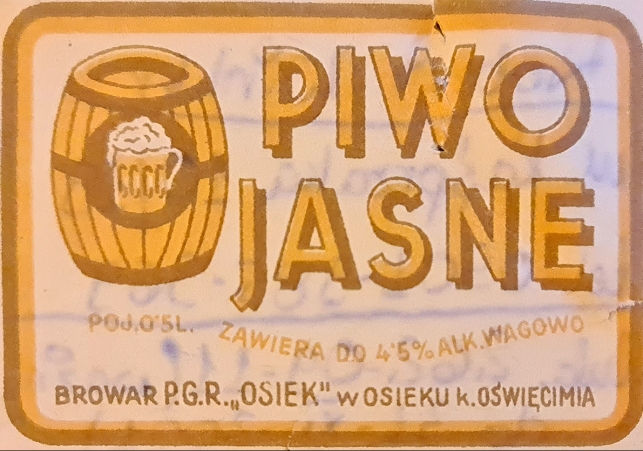 PIWO
JASNE
POJ. 0'5L.
ZAWIERA DO 4'5% ALK. WAGOWO
BROWAR P.G.R. „OSIEK" w OSIEKU k. OŚWIĘCIMIA